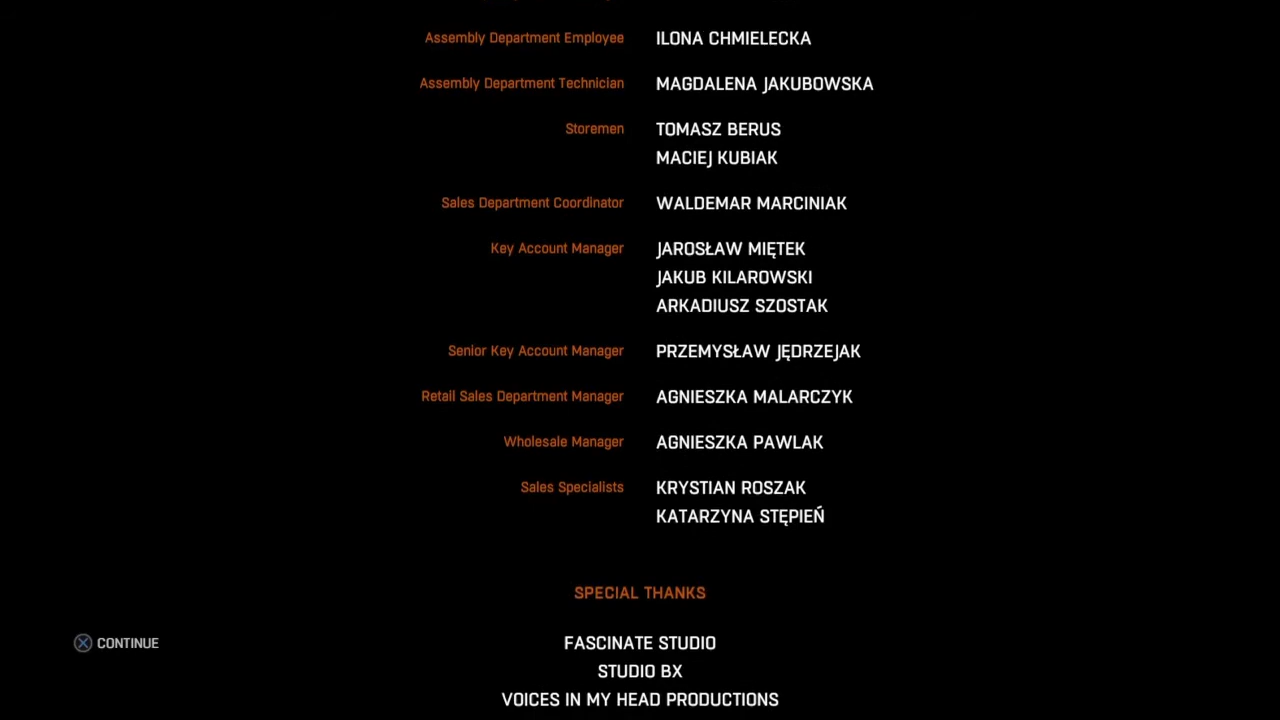 Assembly Department Employee ILONA CHMIELECKA
Assembly Department Technician MAGDALENA JAKUBOWSKA
Storemen TOMASZ BERUS
MACIEJ KUBIAK
Sales Department Coordinator WALDEMAR MARCINIAK
Key Account Manager JAROSŁAW MIĘTEK
JAKUB KILAROWSKI
ARKADIUSZ SZOSTAK
Senior Key Account Manager PRZEMYSŁAW JĘDRZEJAK
Retail Sales Department Manager AGNIESZKA MALARCZYK
Wholesale Manager AGNIESZKA PAWLAK
Sales Specialists KRYSTIAN ROSZAK
KATARZYNA STĘPIEŃ
SPECIAL THANKS
FASCINATE STUDIO
CONTINUE
STUDIO BX
VOICES IN MY HEAD PRODUCTIONS